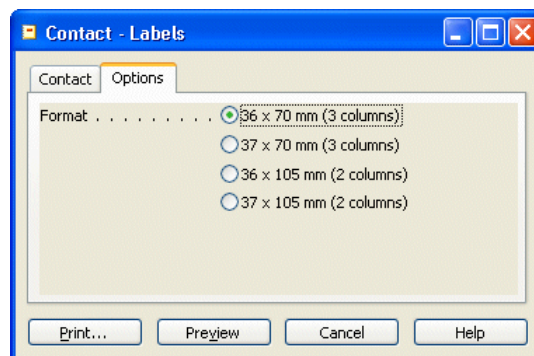 Contact - Labels
Contact Options
Format . . . . . . . . . 36 x 70 mm (3 columns)
37 x 70 mm (3 columns)
36 x 105 mm (2 columns)
37 x 105 mm (2 columns)
Print... Preview Cancel Help